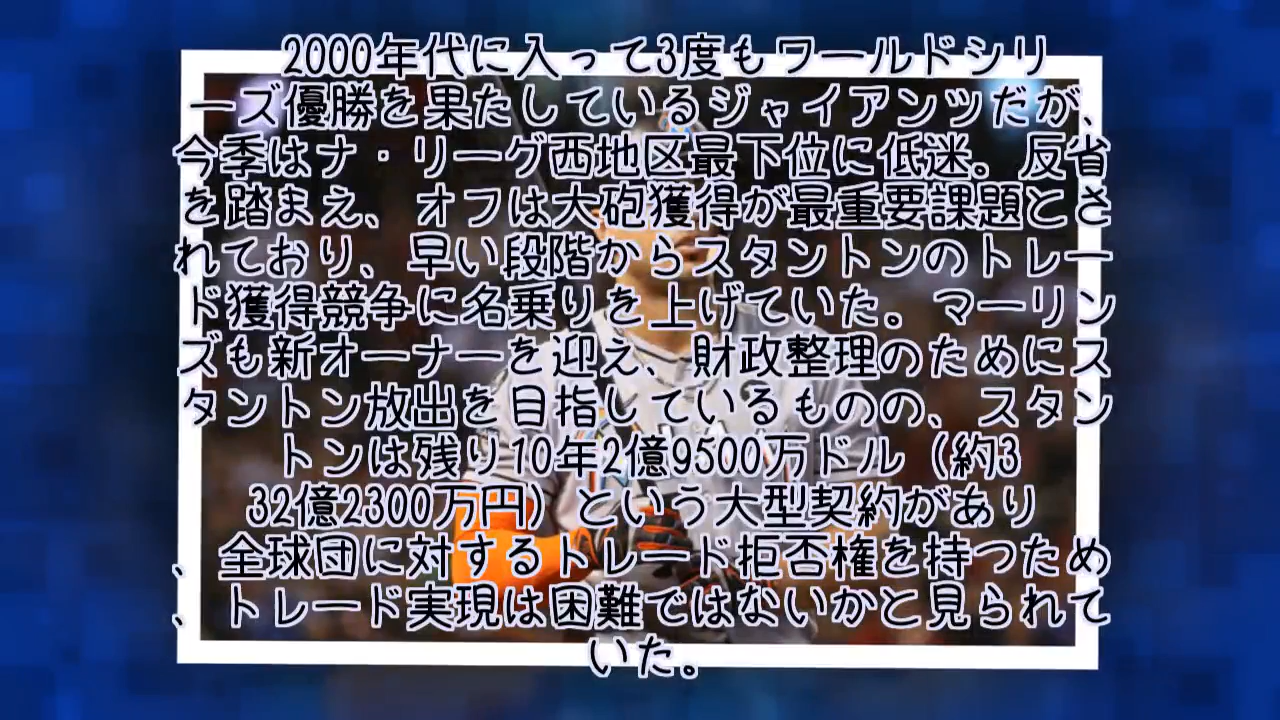 2000年代に入って3度もワールドシリ
ーズ優勝を果たしているジャイアンツだが、
今季はナ・リーグ西地区最下位に低迷。反省
を踏まえ、オフは大砲獲得が最重要課題とさ
れており、早い段階からスタントンのトレー
ド獲得競争に名乗りを上げていた。マーリン
ズも新オーナーを迎え、財政整理のためにス
タントン放出を目指しているものの、スタン
トンは残り10年2億9500万ドル（約3
32億2300万円）という大型契約があり
、全球団に対するトレード拒否権を持つため
、トレード実現は困難ではないかと見られて
いた。